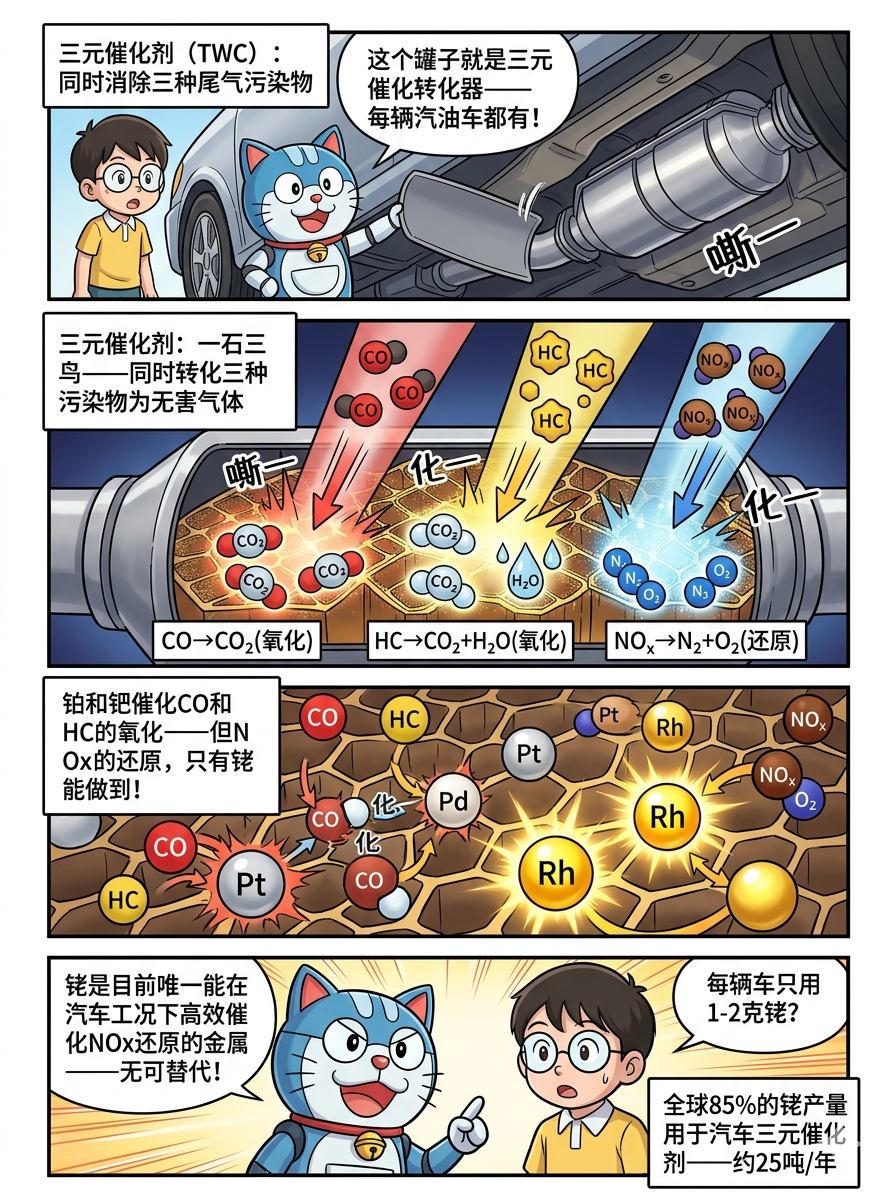 三元催化剂（TWC）：
同时消除三种尾气污染物
这个罐子就是三元
催化转化器——
每辆汽油车都有！
嘶一
三元催化剂：一石三
鸟——同时转化三种
污染物为无害气体
CO
CO
CO
HC
HC
HC
NOₓ
NOₓ
NOₓ
嘶一
化一
化一
CO₂
CO₂
CO₂
CO₂
CO₂
H₂O
N₂
O₂
O₂
N₃
CO→CO₂(氧化)
HC→CO₂+H₂O(氧化)
NOₓ→N₂+O₂(还原)
铂和钯催化CO和
HC的氧化——但N
Ox的还原，只有铑
能做到！
CO
HC
Pt
Pt
Rh
NOₓ
NOₓ
O₂
CO
化
Pd
Rh
CO
化
HC
Pt
CO
Rh
铑是目前唯一能在
汽车工况下高效催
化NOx还原的金属
——无可替代！
每辆车只用
1-2克铑？
全球85%的铑产量
用于汽车三元催化
剂——约25吨/年